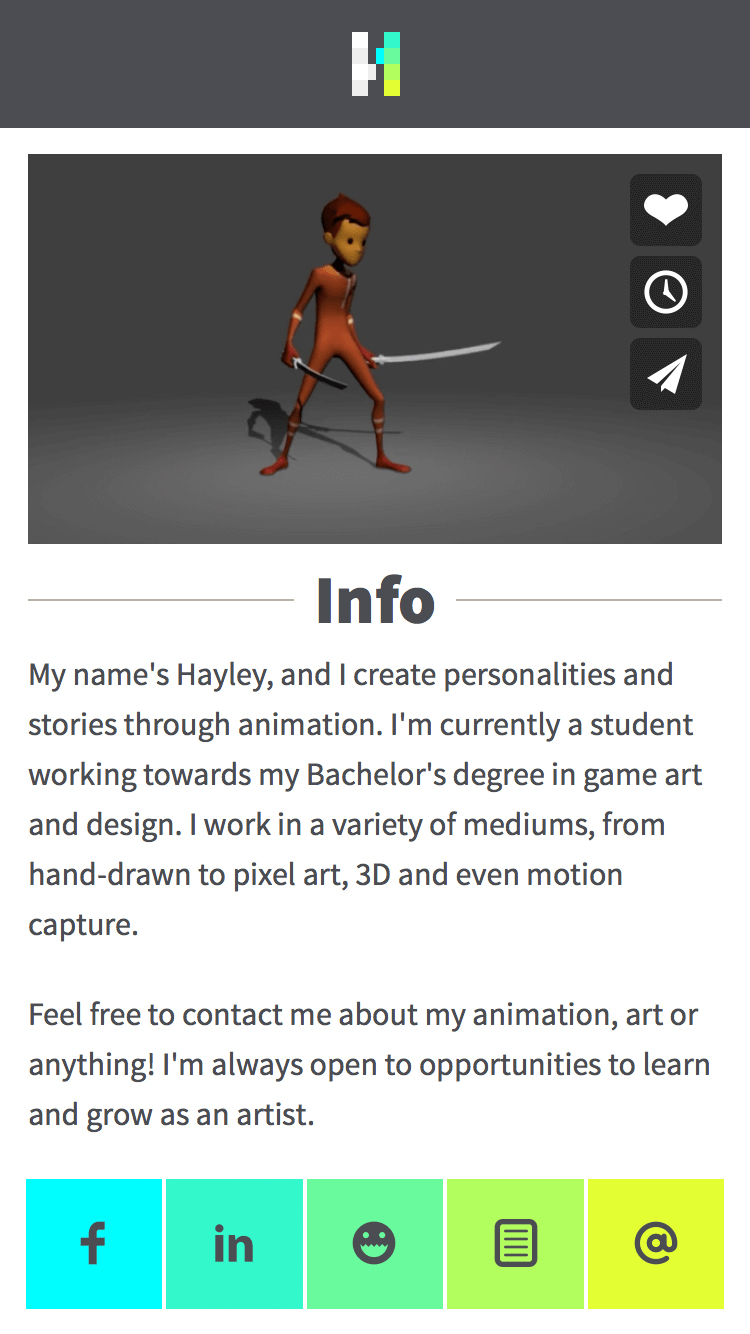 H
Info
My name's Hayley, and I create personalities and
stories through animation. I'm currently a student
working towards my Bachelor's degree in game art
and design. I work in a variety of mediums, from
hand-drawn to pixel art, 3D and even motion
capture.
Feel free to contact me about my animation, art or
anything! I'm always open to opportunities to learn
and grow as an artist.
f in @